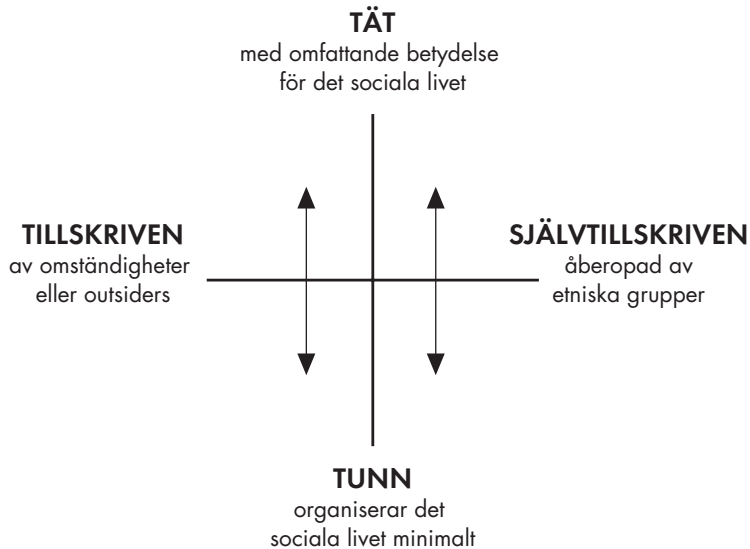 TÄT
med omfattande betydelse
för det sociala livet
TILLSKRIVEN
av omständigheter
eller outsiders
SJÄLVTILLSKRIVEN
åberopad av
etniska grupper
TUNN
organiserar det
sociala livet minimalt